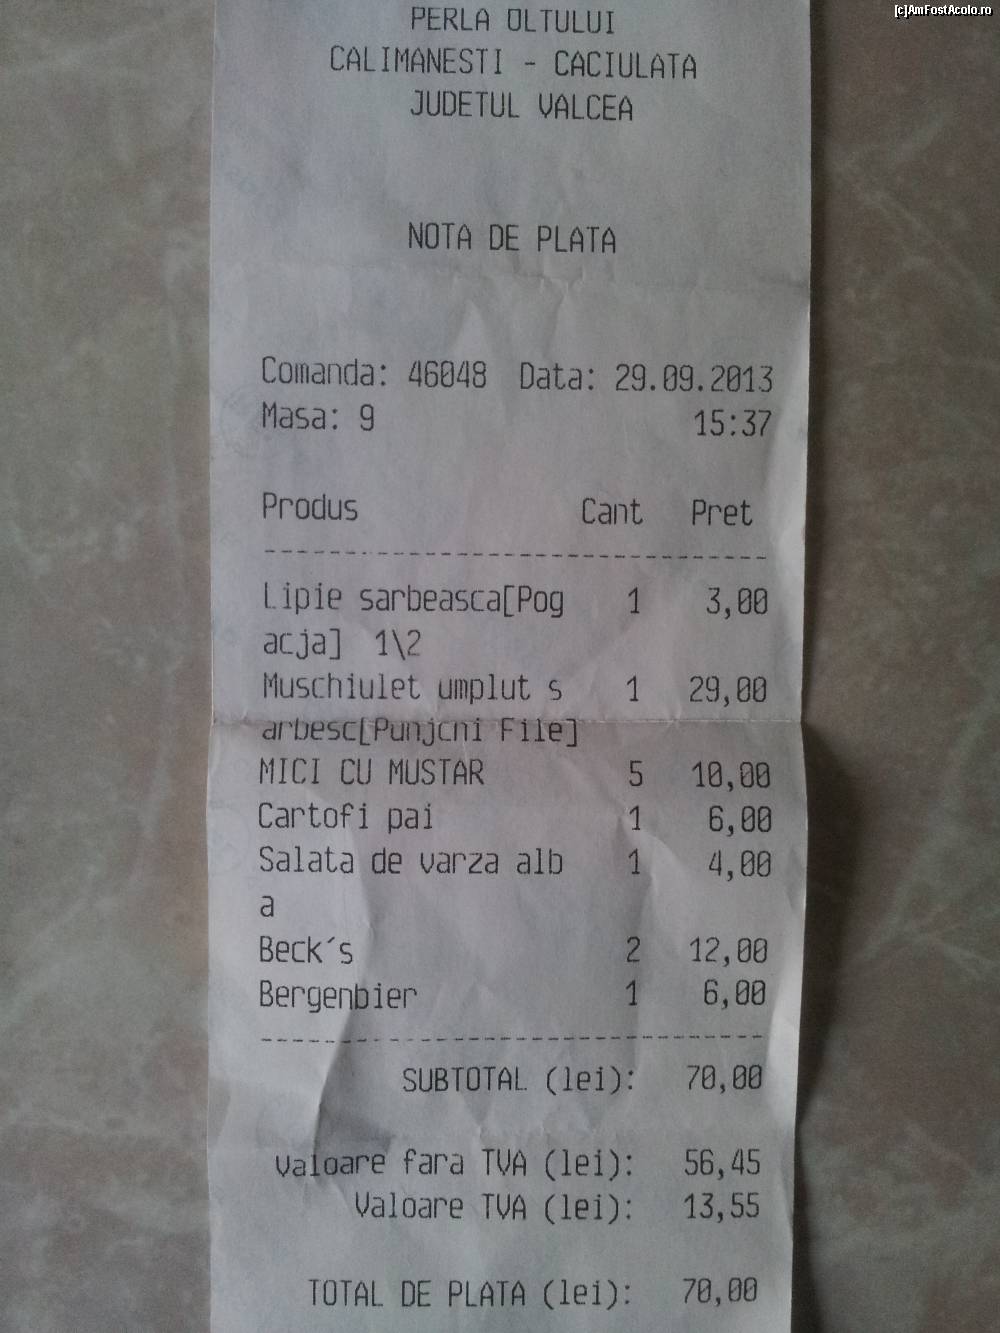 [c]AmFostAcolo.ro
PERLA OLTULUI
CALIMANESTI - CACIULATA
JUDETUL VALCEA
NOTA DE PLATA
Comanda: 46048 Data: 29.09.2013
Masa: 9 15:37
Produs Cant Pret
Lipie sarbeasca[Pog 1 3,00
acja] 1\2
Muschiulet umplut s 1 29,00
arbesc[Punjcni File]
MICI CU MUSTAR 5 10,00
Cartofi pai 1 6,00
Salata de varza alb 1 4,00
a
Beck´s 2 12,00
Bergenbier 1 6,00
SUBTOTAL (lei): 70,00
Valoare fara TVA (lei): 56,45
Valoare TVA (lei): 13,55
TOTAL DE PLATA (lei): 70,00